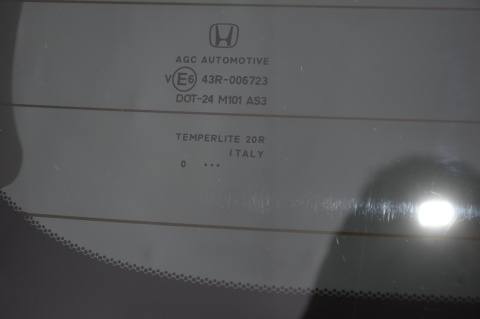 AGC AUTOMOTIVE
V E6 43R-006723
DOT-24 M101 AS3
TEMPERLITE 20R
ITALY
0 ...